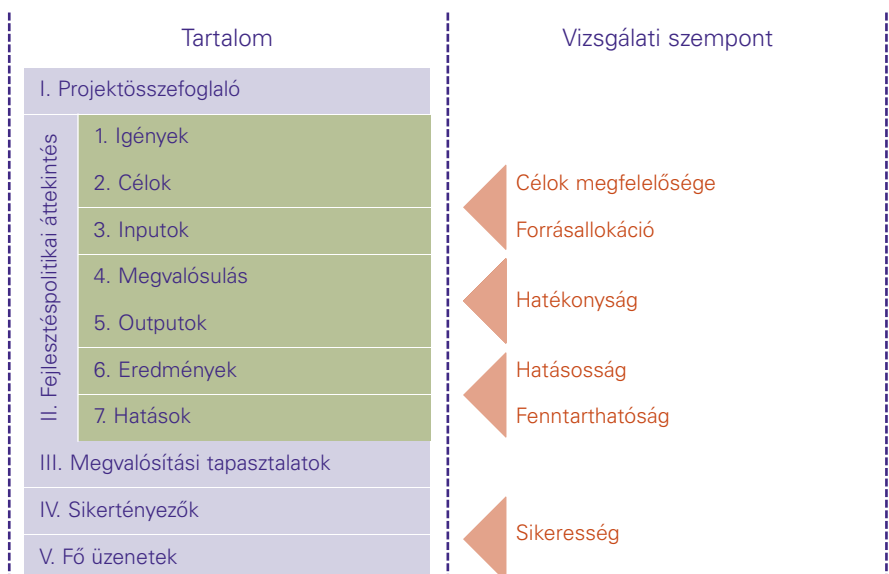 Tartalom
Vizsgálati szempont
I. Projektösszefoglaló
II. Fejlesztéspolitikai áttekintés
1. Igények
2. Célok
3. Inputok
4. Megvalósulás
5. Outputok
6. Eredmények
7. Hatások
III. Megvalósítási tapasztalatok
IV. Sikertényezők
V. Fő üzenetek
Célok megfelelősége
Forrásallokáció
Hatékonyság
Hatásosság
Fenntarthatóság
Sikeresség